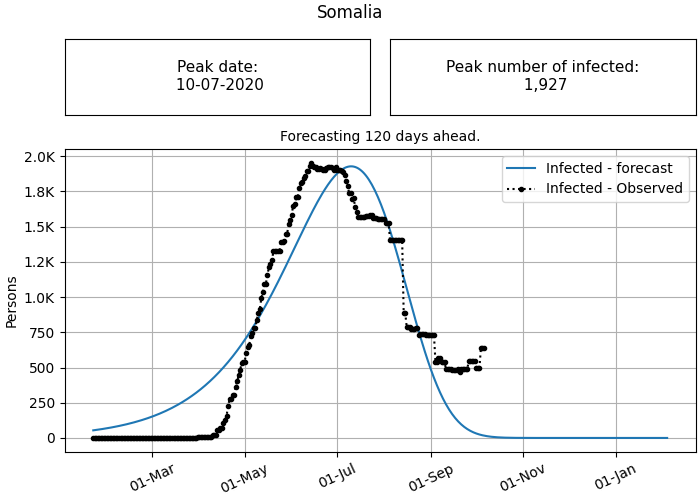 Somalia
Peak date:
10-07-2020
Peak number of infected:
1,927
Forecasting 120 days ahead.
2.0K
1.8K
1.5K
1.2K
1.0K
750
500
250
0
Persons
Infected - forecast
Infected - Observed
01-Mar
01-May
01-Jul
01-Sep
01-Nov
01-Jan